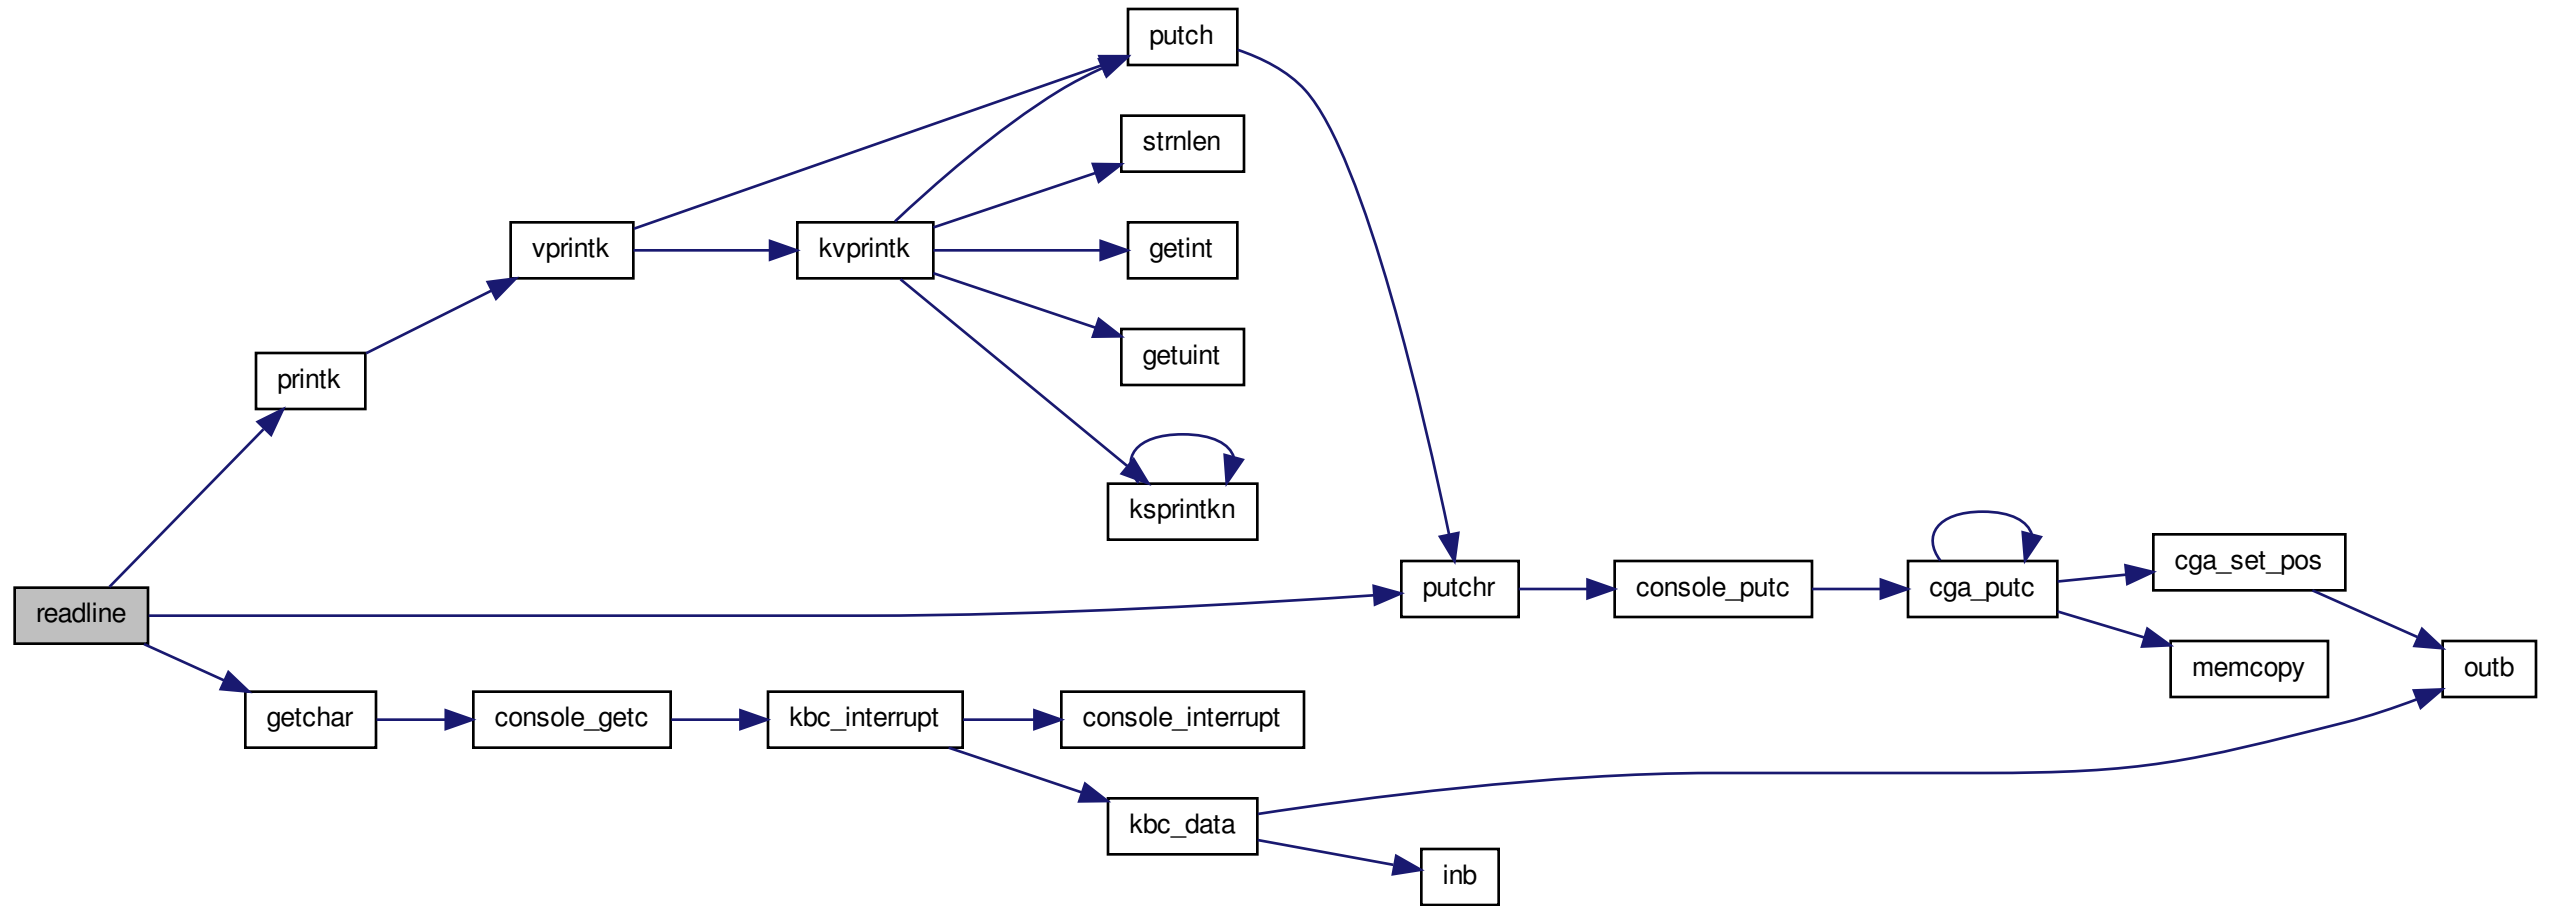 putch
strnlen
vprintk
kvprintk
getint
getuint
printk
ksprintkn
readline
putchr
console_putc
cga_putc
cga_set_pos
memcopy
outb
getchar
console_getc
kbc_interrupt
console_interrupt
kbc_data
inb